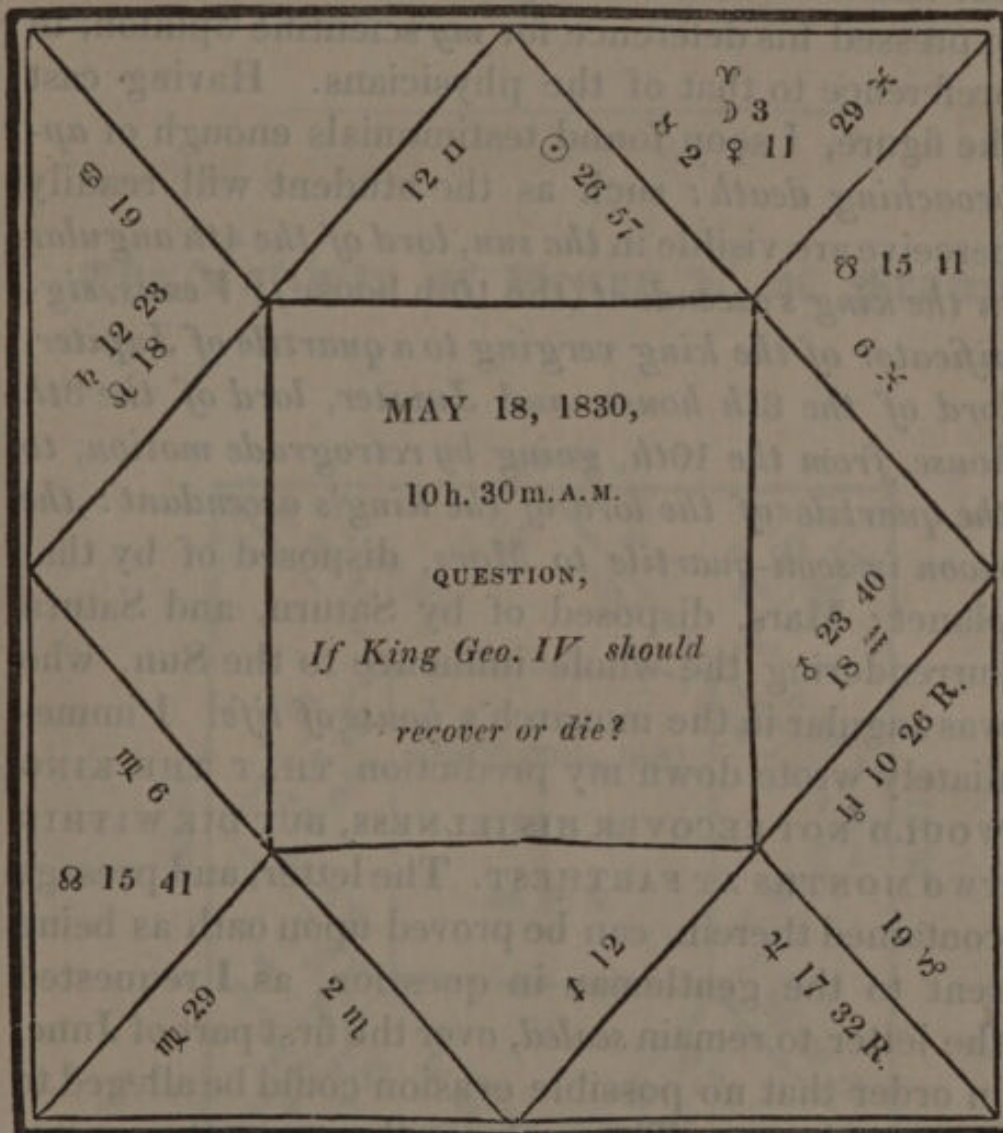 ♈
☽ 3
♀ 11
♉ 2
29 ♓
12 ♊
☉ 26 57
♋ 19
☋ 15 41
♄ 12 23
♌ 18
6 ♓
MAY 18, 1830,
10h. 30m. A.M.
QUESTION,
If King Geo. IV should
recover or die?
♂ 23 40
18 ♒
♅ 10 26 R.
♍ 6
☊ 15 41
♍ 29
2 ♏
♐ 12
♃ 17 32 R.
19 ♑